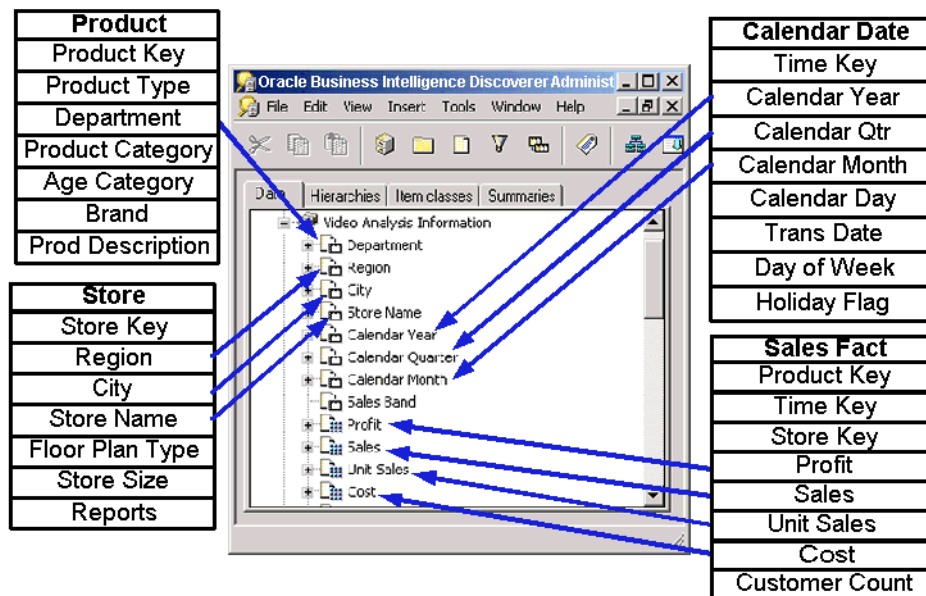 Product
Product Key
Product Type
Department
Product Category
Age Category
Brand
Prod Description
Store
Store Key
Region
City
Store Name
Floor Plan Type
Store Size
Reports
Oracle Business Intelligence Discoverer Administ
File Edit View Insert Tools Window Help
Data Hierarchies Item classes Summaries
Video Analysis Information
Department
Region
City
Store Name
Calendar Year
Calendar Quarter
Calendar Month
Sales Band
Profit
Sales
Unit Sales
Cost
Calendar Date
Time Key
Calendar Year
Calendar Qtr
Calendar Month
Calendar Day
Trans Date
Day of Week
Holiday Flag
Sales Fact
Product Key
Time Key
Store Key
Profit
Sales
Unit Sales
Cost
Customer Count